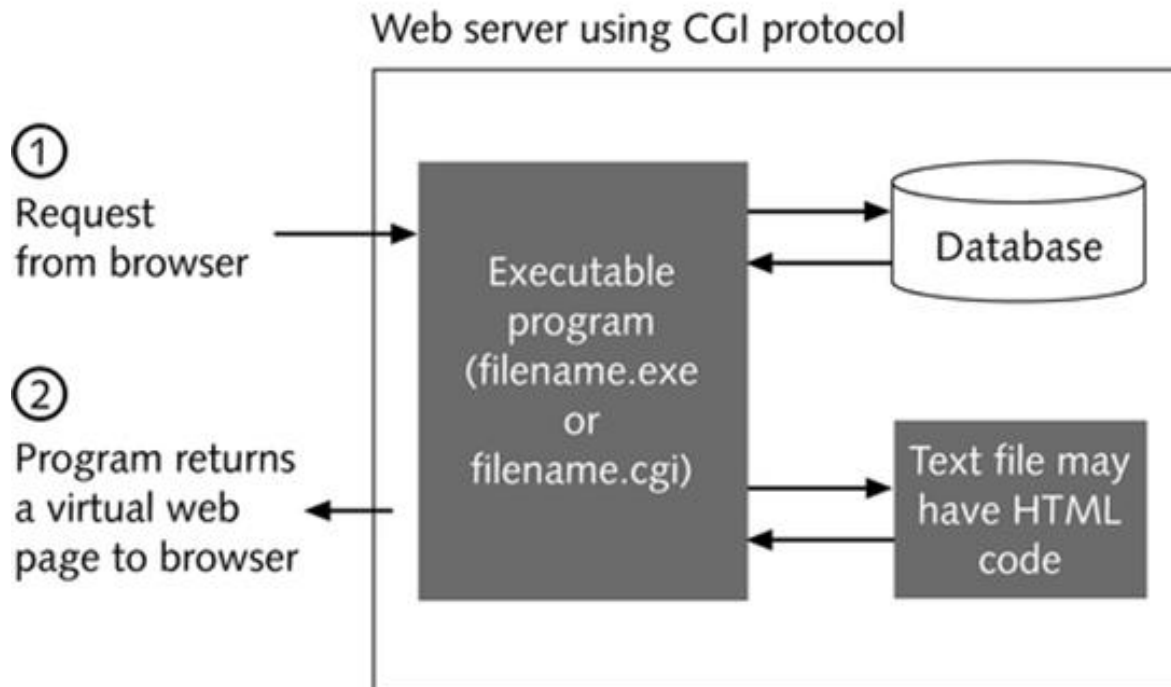 Web server using CGI protocol
1
Request
from browser
2
Program returns
a virtual web
page to browser
Executable
program
(filename.exe
or
filename.cgi)
Database
Text file may
have HTML
code